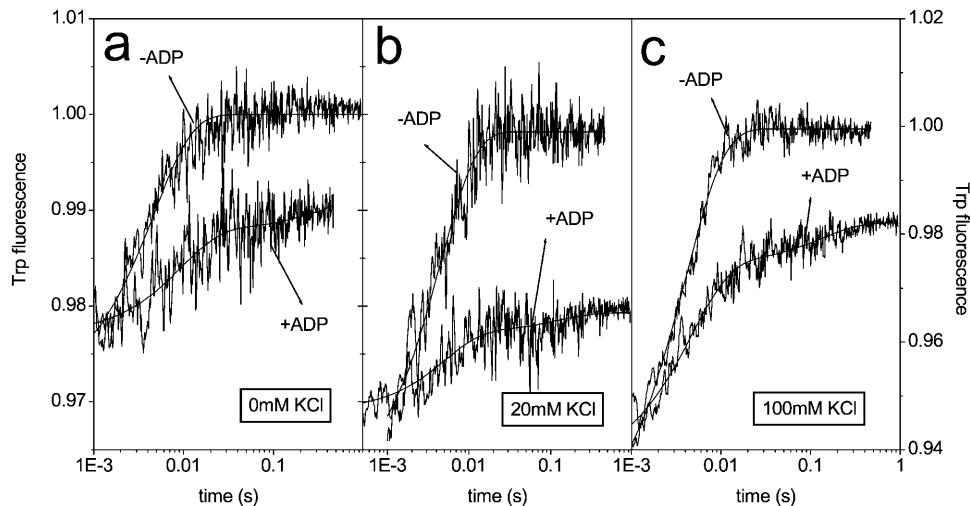 1.01
1.00
0.99
0.98
0.97
Trp fluorescence
a
-ADP
+ADP
0mM KCl
1E-3 0.01 0.1
time (s)
b
-ADP
+ADP
20mM KCl
1E-3 0.01 0.1
time (s)
c
-ADP
+ADP
100mM KCl
1E-3 0.01 0.1 1
time (s)
1.02
1.00
0.98
0.96
0.94
Trp fluorescence